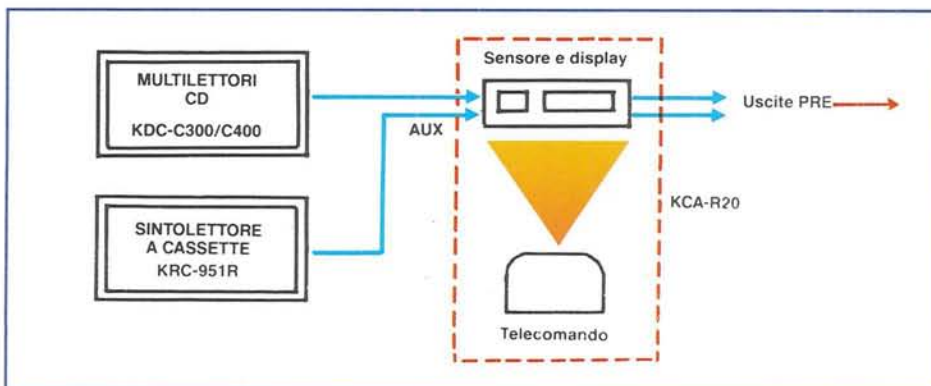 MULTILETTORI
CD
KDC-C300/C400
SINTOLETTORE
A CASSETTE
KRC-951R
AUX
Sensore e display
Telecomando
KCA-R20
Uscite PRE